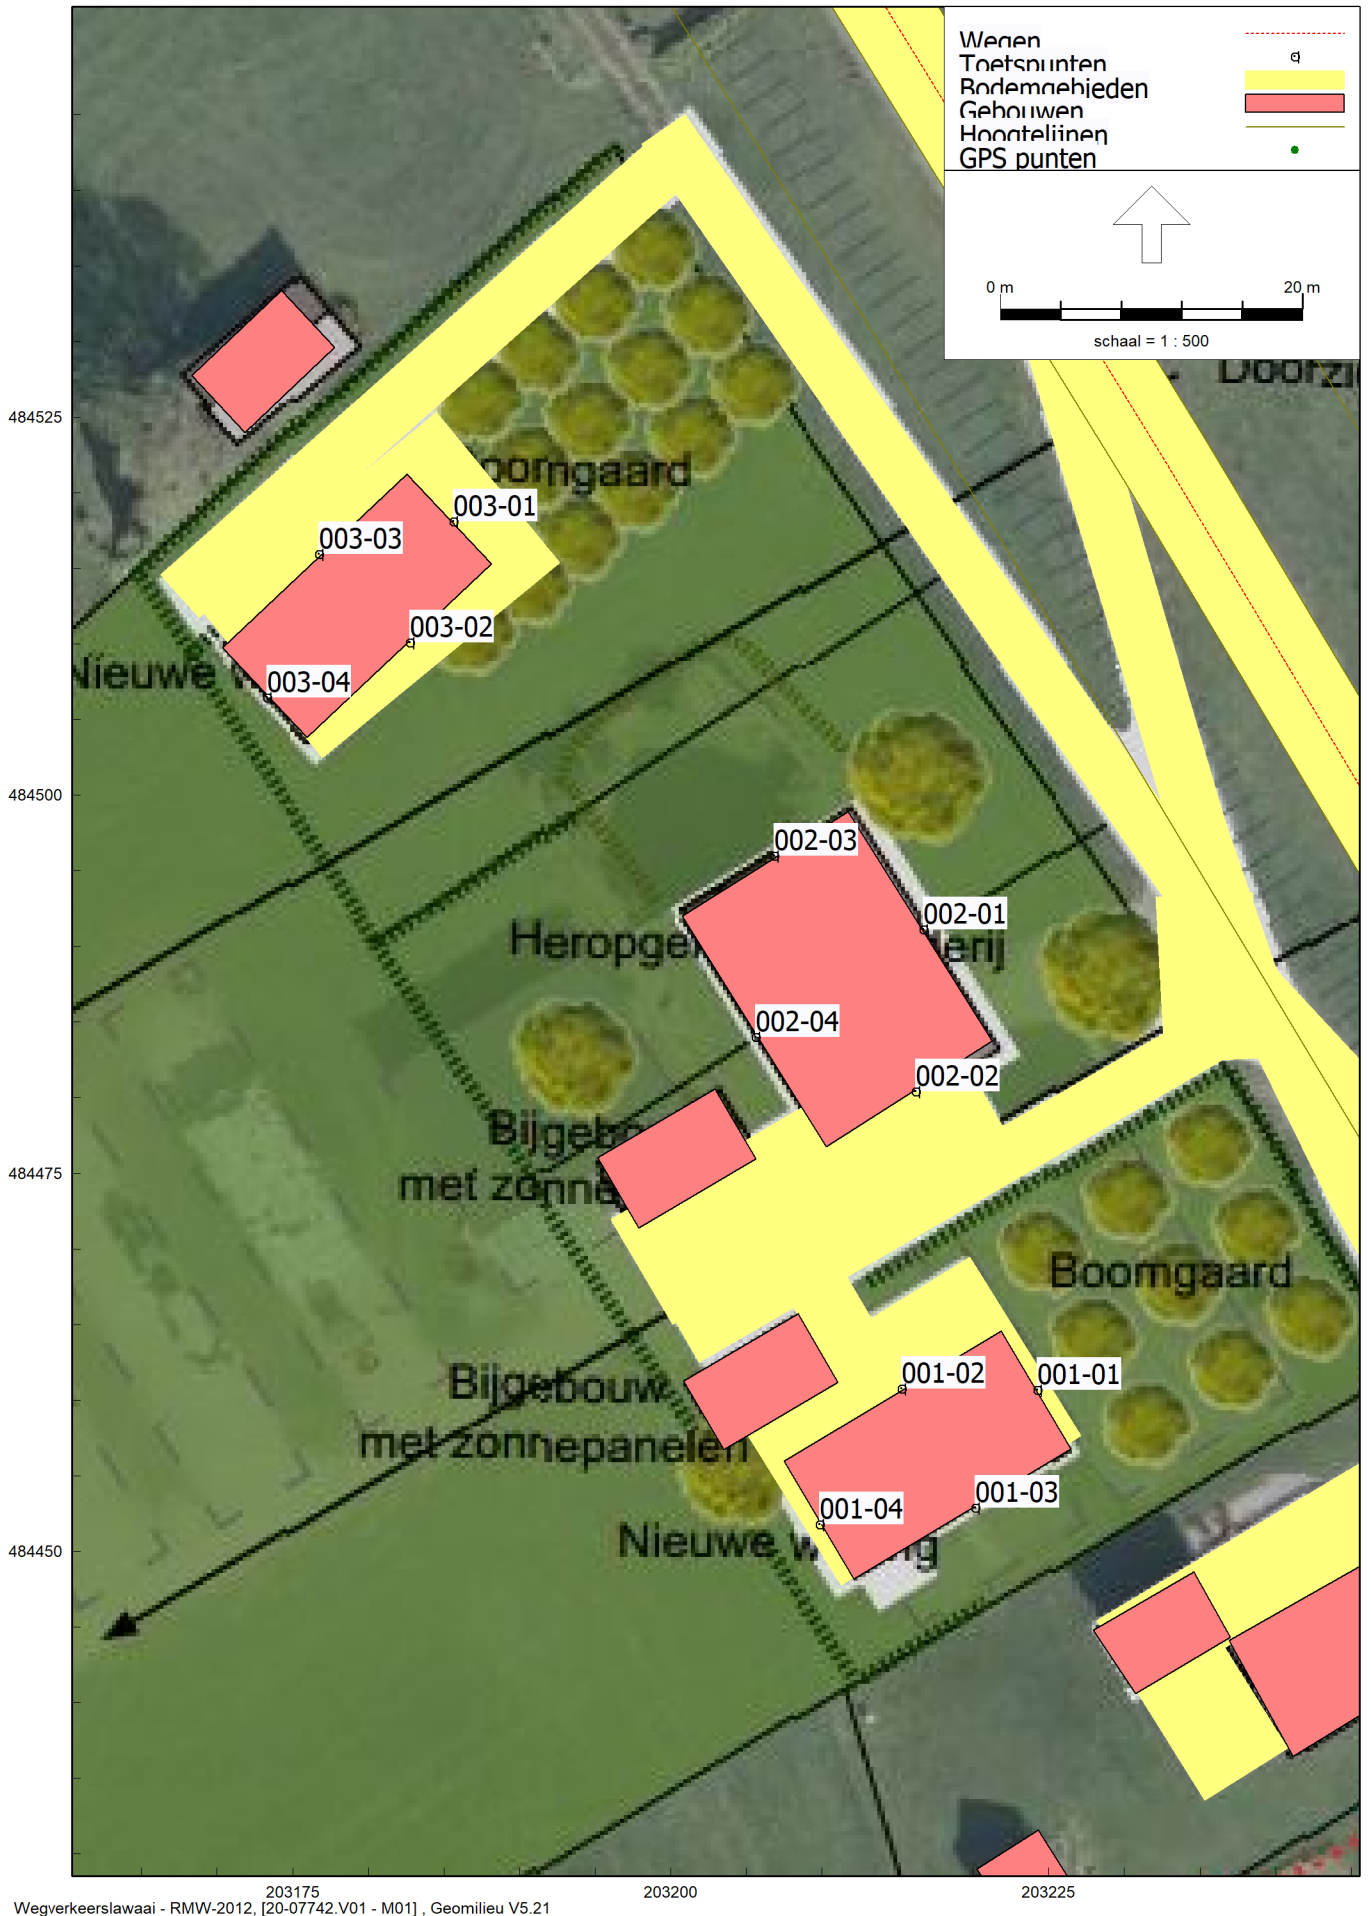 Wegen
Toetspunten
Bodemgebieden
Gebouwen
Hoogtelijnen
GPS punten
0 m
20 m
schaal = 1 : 500
484525
oomgaard
003-01
003-03
003-02
Nieuwe w
003-04
484500
002-03
002-01
Heropge
erij
002-04
002-02
Bijgebo
met zonne
484475
Boomgaard
001-02
001-01
Bijgebouw
met zonnepanelen
001-03
001-04
Nieuwe w
ng
484450
203175
203200
203225
Wegverkeerslawaai - RMW-2012, [20-07742.V01 - M01] , Geomilieu V5.21